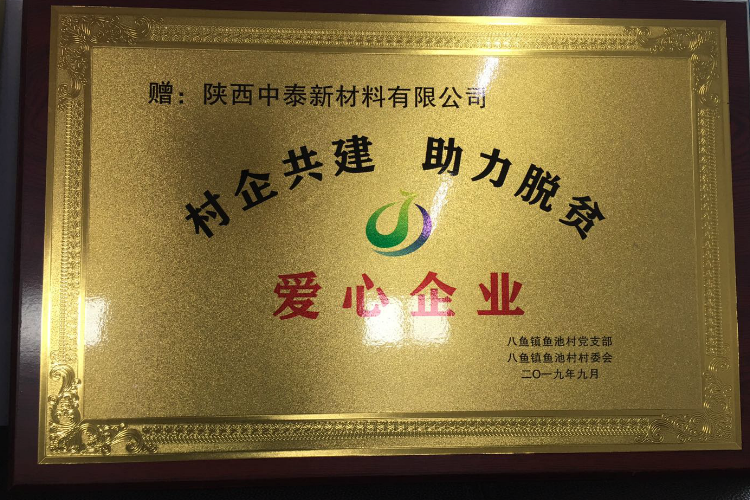 赠：陕西中泰新材料有限公司
村企共建 助力脱贫
爱心企业
八鱼镇鱼池村党支部
八鱼镇鱼池村村委会
二〇一九年九月